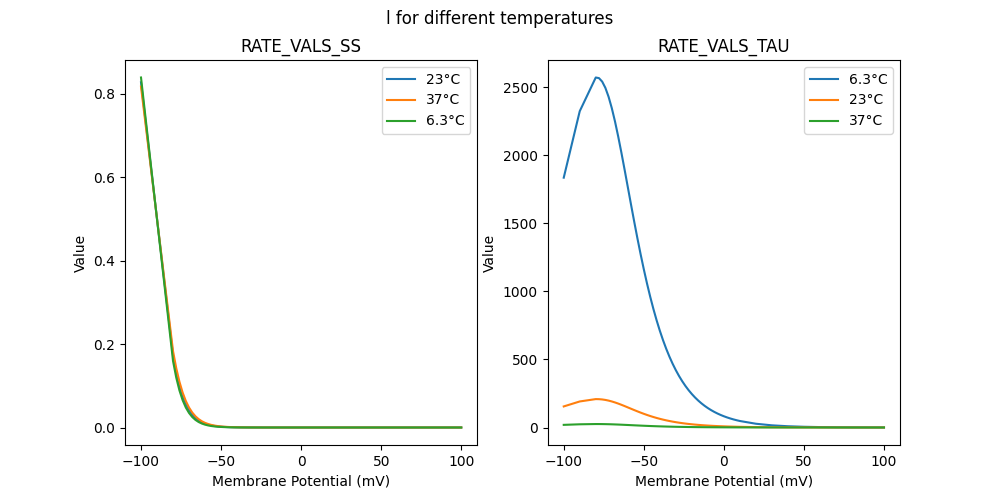 l for different temperatures
RATE_VALS_SS
RATE_VALS_TAU
23°C
37°C
6.3°C
6.3°C
23°C
37°C
Value
0.8
0.6
0.4
0.2
0.0
−100
−50
0
50
100
Membrane Potential (mV)
Value
2500
2000
1500
1000
500
0
−100
−50
0
50
100
Membrane Potential (mV)